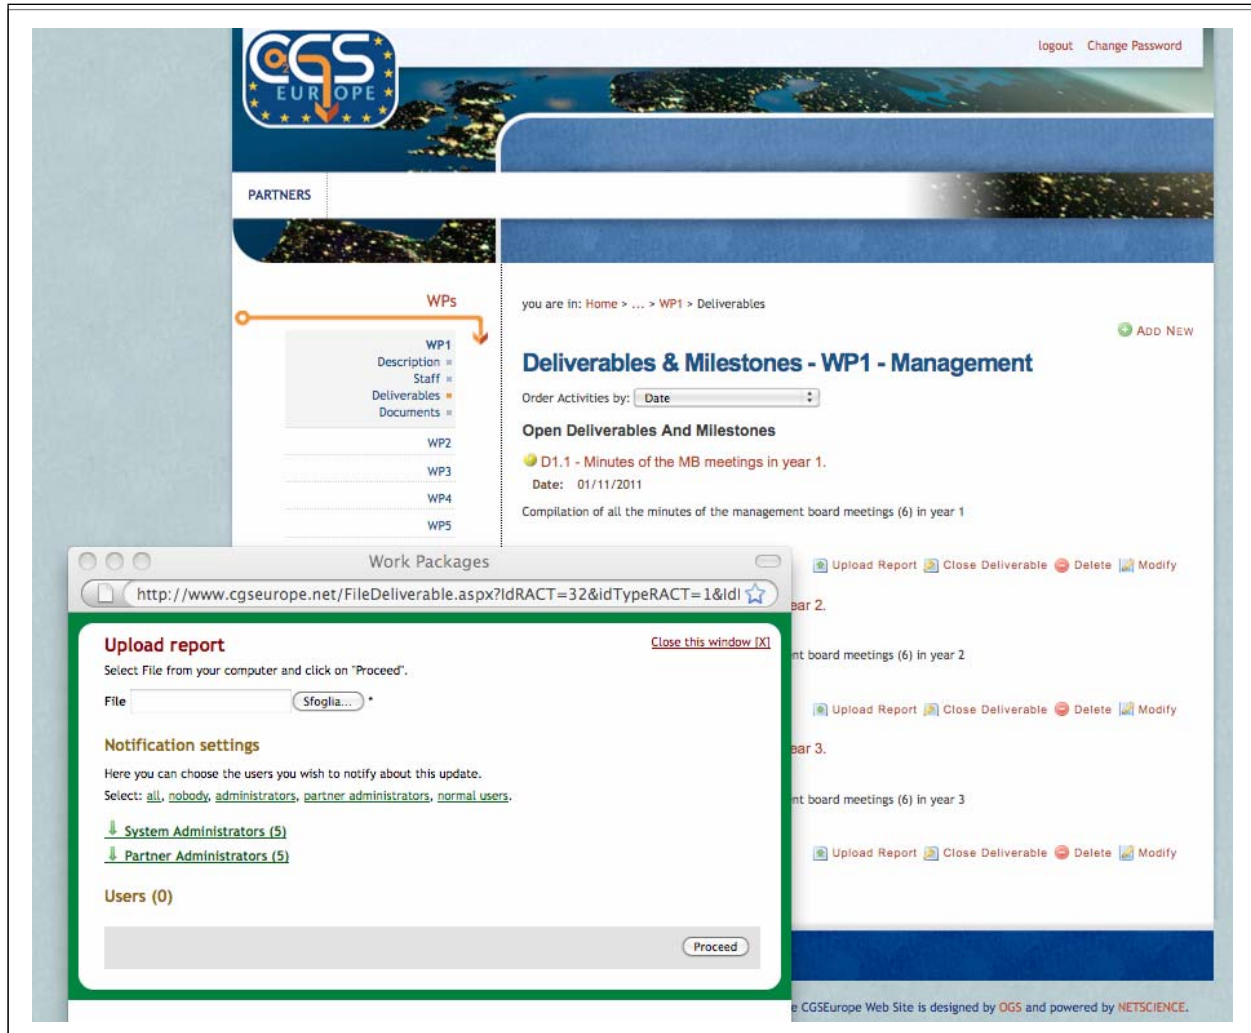 CGS
EUROPE
logout Change Password
PARTNERS
WPs
WP1
Description
Staff
Deliverables
Documents
WP2
WP3
WP4
WP5
you are in: Home > ... > WP1 > Deliverables
ADD NEW
Deliverables & Milestones - WP1 - Management
Order Activities by: Date
Open Deliverables And Milestones
D1.1 - Minutes of the MB meetings in year 1.
Date: 01/11/2011
Compilation of all the minutes of the management board meetings (6) in year 1
Upload Report Close Deliverable Delete Modify
ear 2.
nt board meetings (6) in year 2
Upload Report Close Deliverable Delete Modify
ear 3.
nt board meetings (6) in year 3
Upload Report Close Deliverable Delete Modify
Work Packages
http://www.cgseurope.net/FileDeliverable.aspx?IdRACT=32&idTypeRACT=1&Idl
Upload report
Close this window [X]
Select File from your computer and click on "Proceed".
File Sfoglia... *
Notification settings
Here you can choose the users you wish to notify about this update.
Select: all, nobody, administrators, partner administrators, normal users.
System Administrators (5)
Partner Administrators (5)
Users (0)
Proceed
e CGSEurope Web Site is designed by OGS and powered by NETSCIENCE.